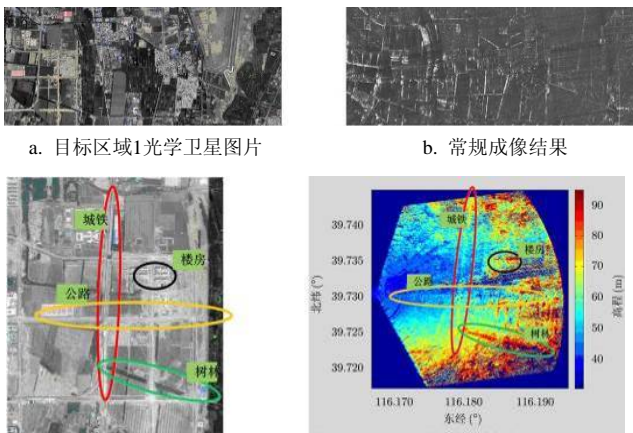 a. 目标区域1光学卫星图片
b. 常规成像结果
城铁
楼房
公路
树林
城铁
楼房
公路
树林
39.740
39.735
39.730
39.725
39.720
北纬 (°)
116.170
116.180
116.190
东经 (°)
90
80
70
60
50
40
高程 (m)